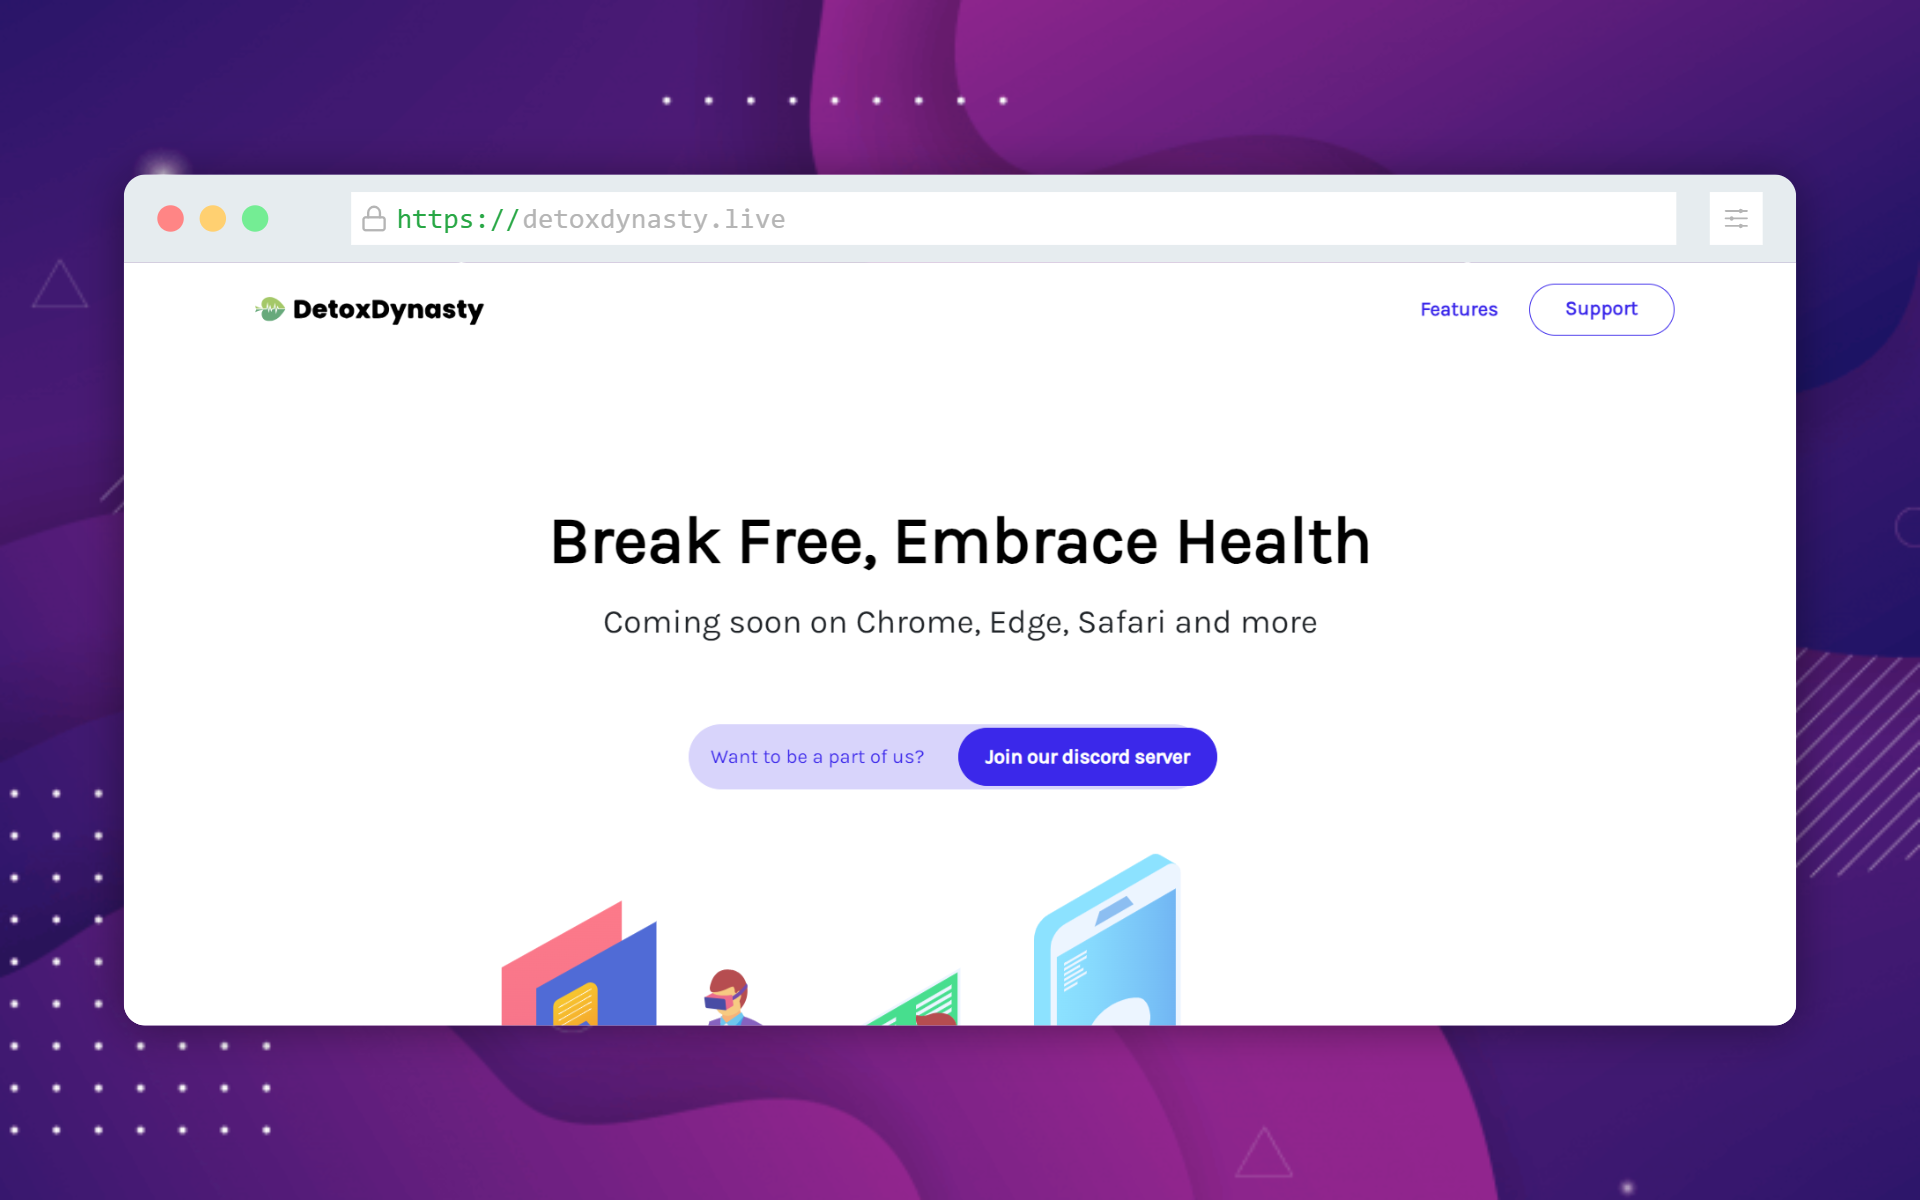 https://detoxdynasty.live
DetoxDynasty
Features
Support
Break Free, Embrace Health
Coming soon on Chrome, Edge, Safari and more
Want to be a part of us?
Join our discord server